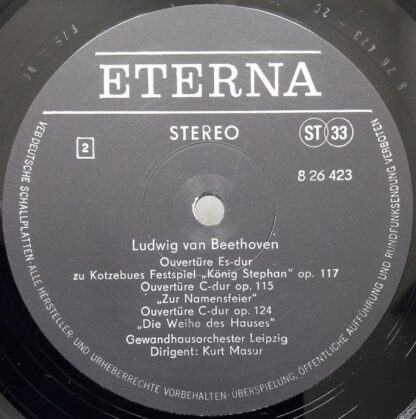 ETERNA
STEREO
ST 33
2
8 26 423
Ludwig van Beethoven
Ouvertüre Es-dur
zu Kotzebues Festspiel „König Stephan" op. 117
Ouvertüre C-dur op. 115
„Zur Namensfeier"
Ouvertüre C-dur op. 124
„Die Weihe des Hauses"
Gewandhausorchester Leipzig
Dirigent: Kurt Masur
VEB DEUTSCHE SCHALLPLATTEN · ALLE HERSTELLER- UND URHEBERRECHTE VORBEHALTEN · ÜBERSPIELUNG, ÖFFENTLICHE AUFFÜHRUNG UND RUNDFUNKSENDUNG VERBOTEN